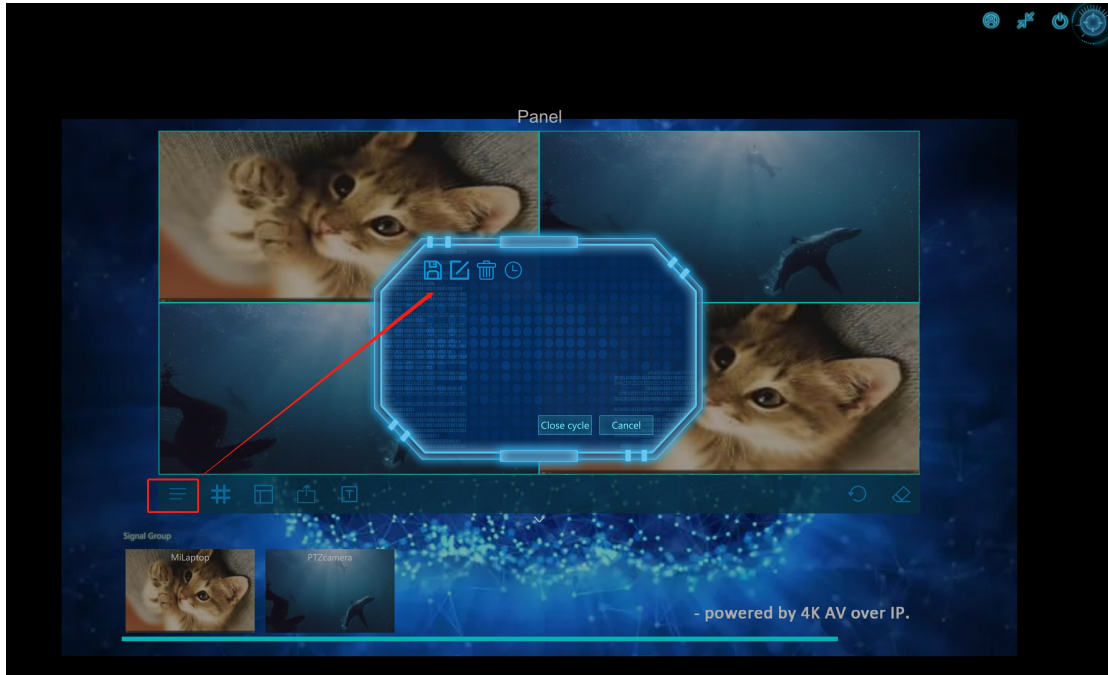 Panel
Close cycle
Cancel
T
Signal Group
MiLaptop
PTZcamera
- powered by 4K AV over IP.